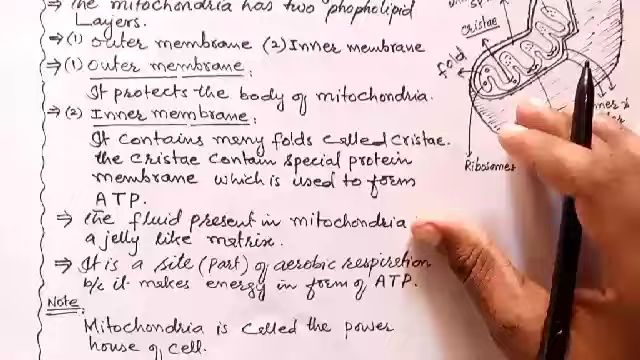 ⇒ the mitochondria has two phopholipid
Layers.
⇒ (1) Outer membrane (2) Inner membrane
⇒ (1) Outer membrane:
It protects the body of mitochondria.
⇒ (2) Inner membrane:
It contains meny folds called cristae.
the cristae contain special protein
membrane which is used to form
ATP.
⇒ the fluid present in mitochondria
a jelly like matrix.
⇒ It is a site (part) of aerobic respiretion
b/c it makes energy in form of ATP.
Note
Mitochondria is called the power
house of cell.
cristae
fold
Ribosomes